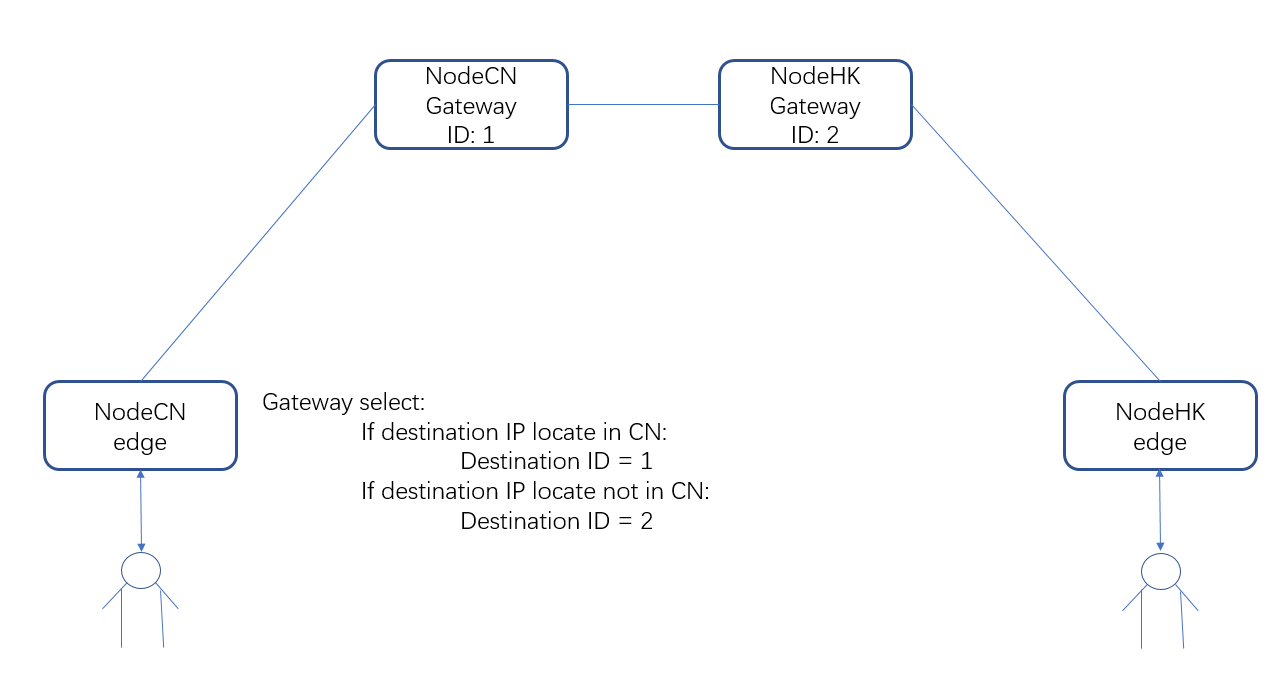 NodeCN
Gateway
ID: 1
NodeHK
Gateway
ID: 2
NodeCN
edge
Gateway select:
If destination IP locate in CN:
Destination ID = 1
If destination IP locate not in CN:
Destination ID = 2
NodeHK
edge